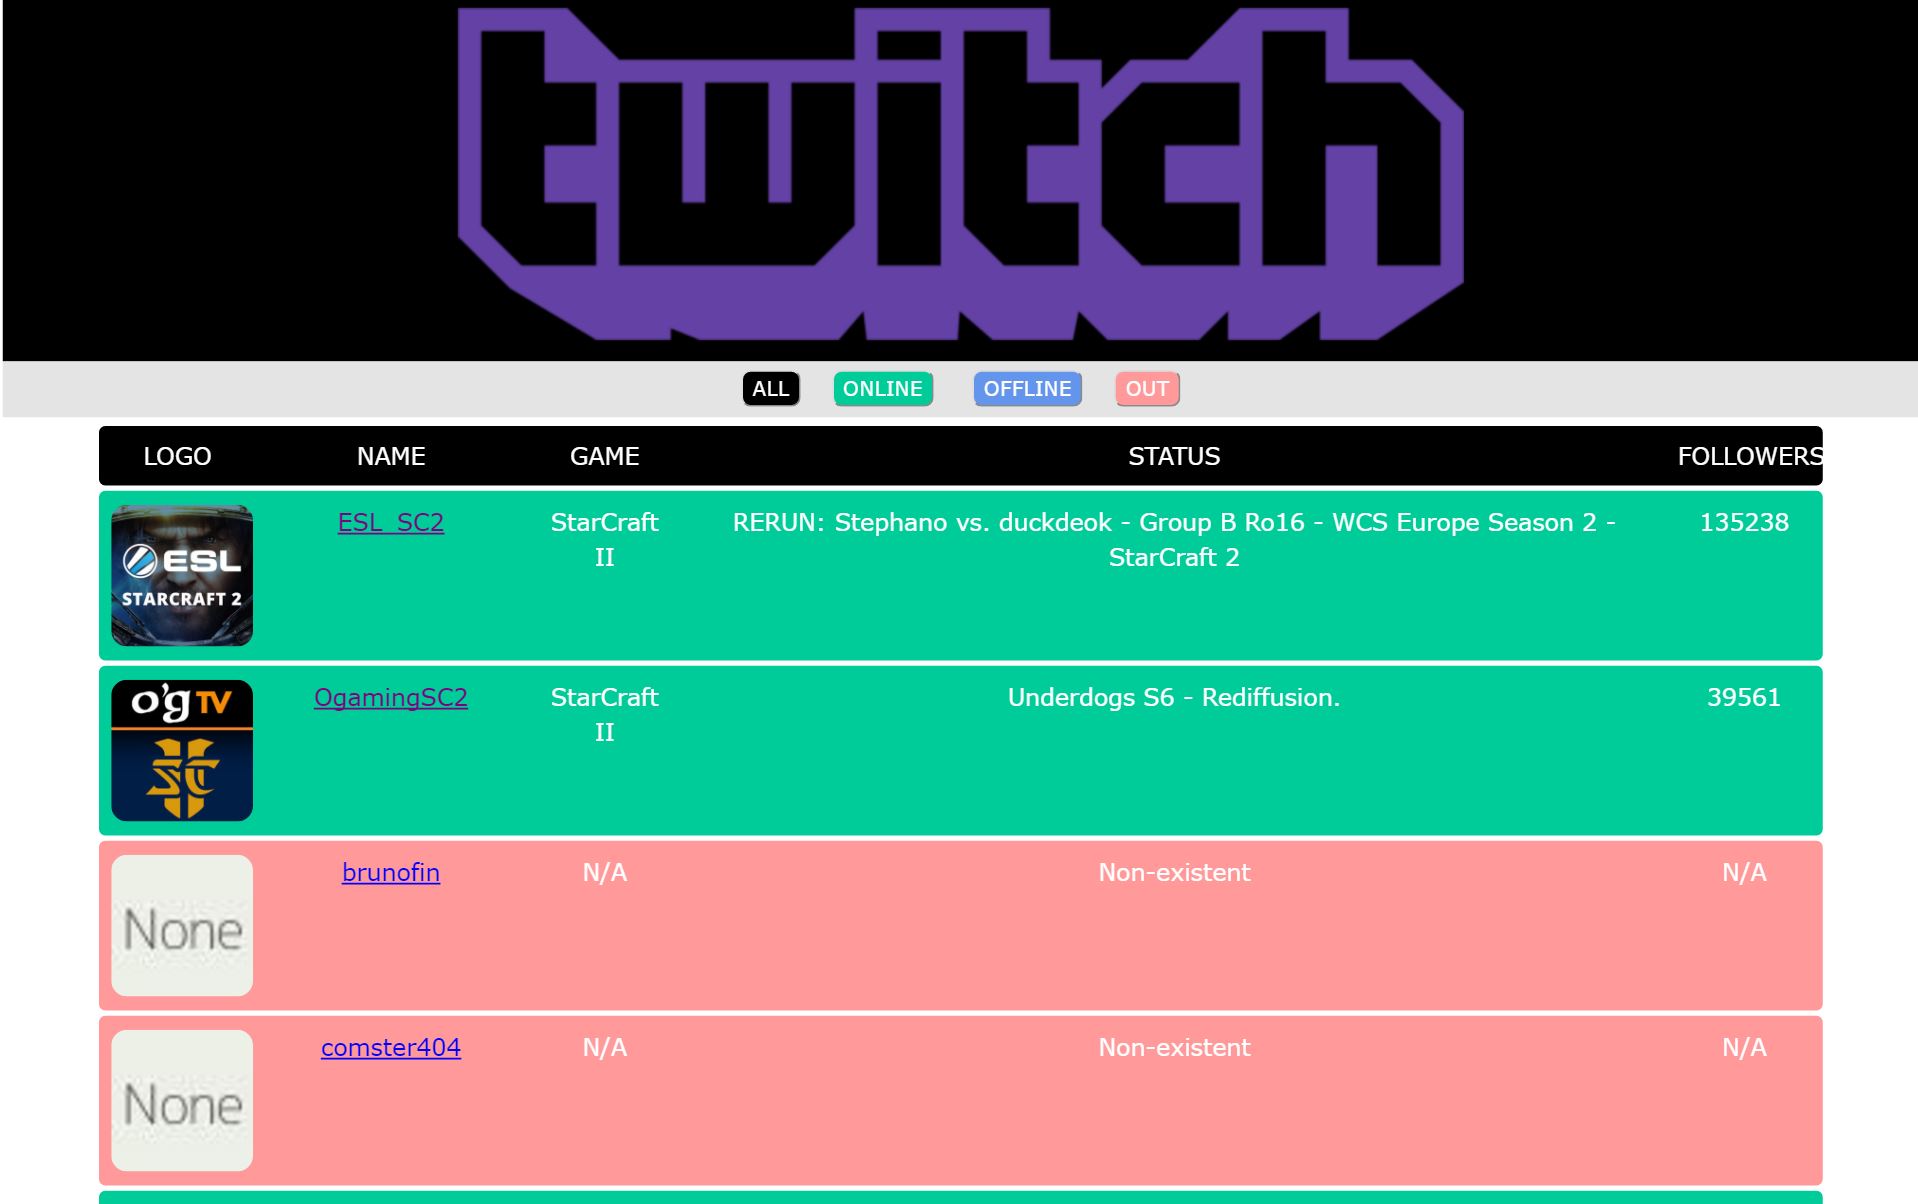 twitch
ALL ONLINE OFFLINE OUT
LOGO NAME GAME STATUS FOLLOWERS
ESL
STARCRAFT 2
ESL_SC2
StarCraft
II
RERUN: Stephano vs. duckdeok - Group B Ro16 - WCS Europe Season 2 -
StarCraft 2
135238
o'g TV
SC
OgamingSC2
StarCraft
II
Underdogs S6 - Rediffusion.
39561
None
brunofin
N/A
Non-existent
N/A
None
comster404
N/A
Non-existent
N/A